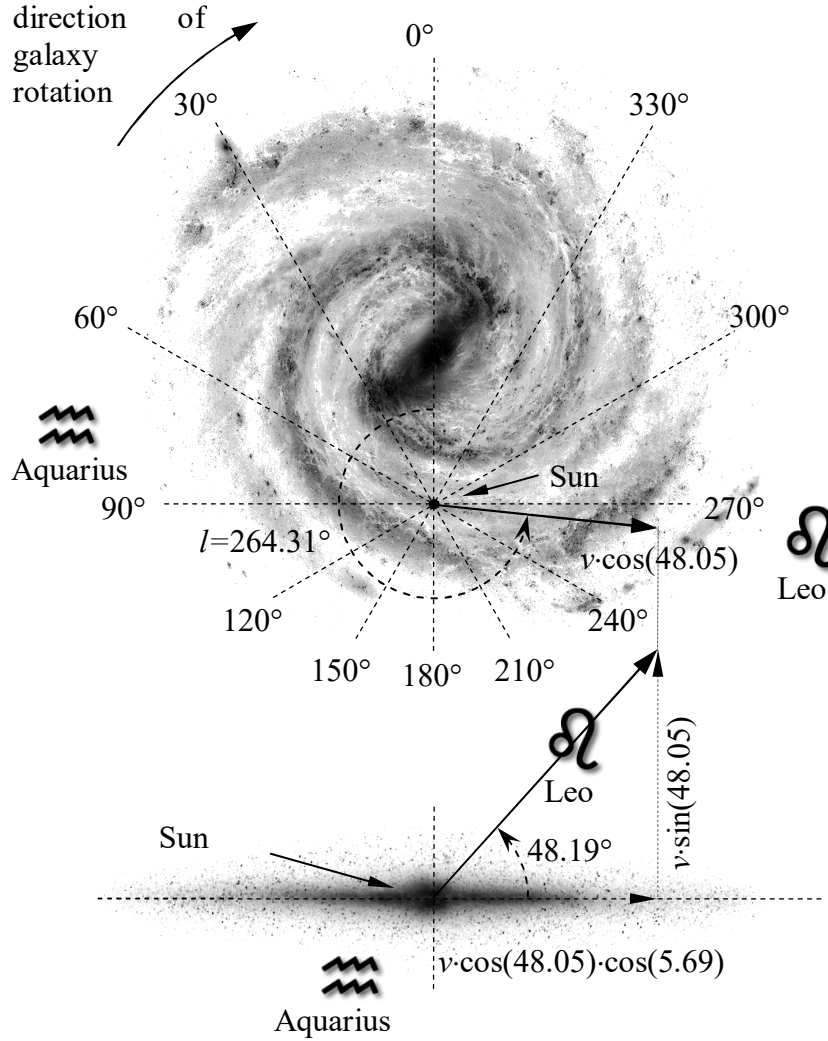 direction of
galaxy
rotation
0°
30°
330°
60°
300°
Aquarius
Sun
90°
270°
l=264.31°
v·cos(48.05)
Leo
120°
240°
150°
180°
210°
Leo
v·sin(48.05)
Sun
48.19°
v·cos(48.05)·cos(5.69)
Aquarius